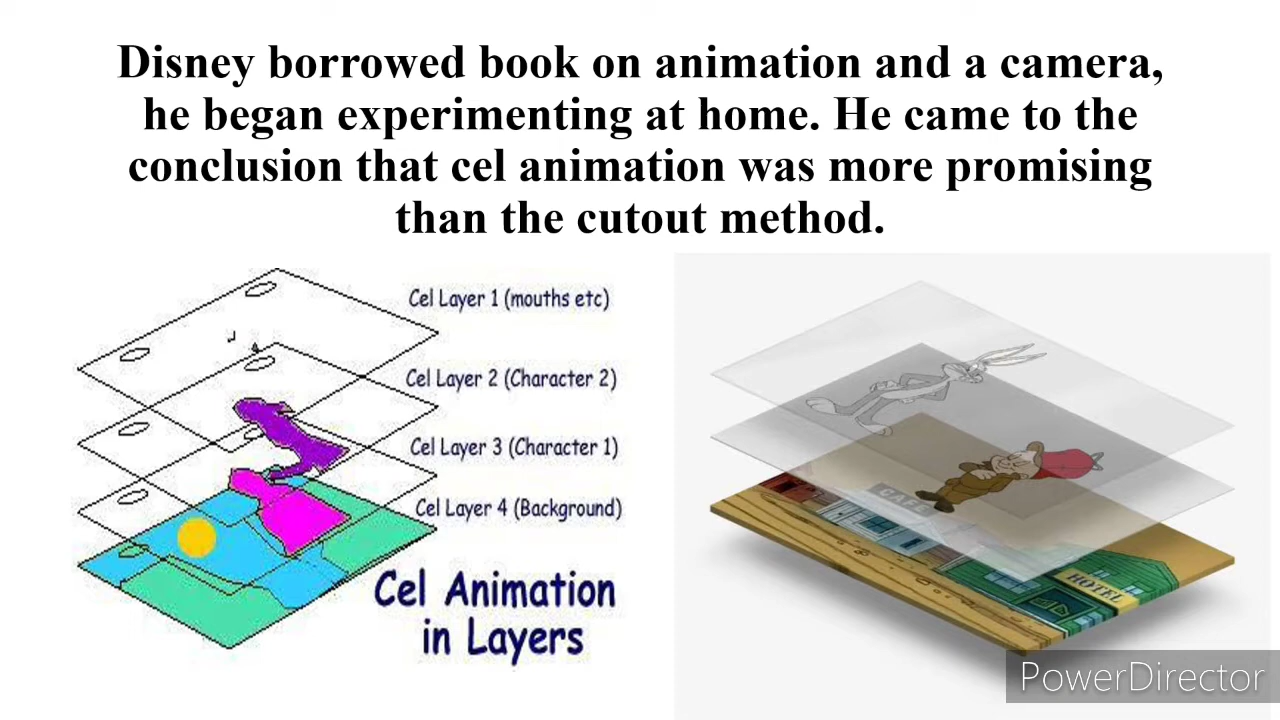 Disney borrowed book on animation and a camera,
he began experimenting at home. He came to the
conclusion that cel animation was more promising
than the cutout method.
Cel Layer 1 (mouths etc)
Cel Layer 2 (Character 2)
Cel Layer 3 (Character 1)
Cel Layer 4 (Background)
Cel Animation
in Layers
CAFE
HOTEL
PowerDirector